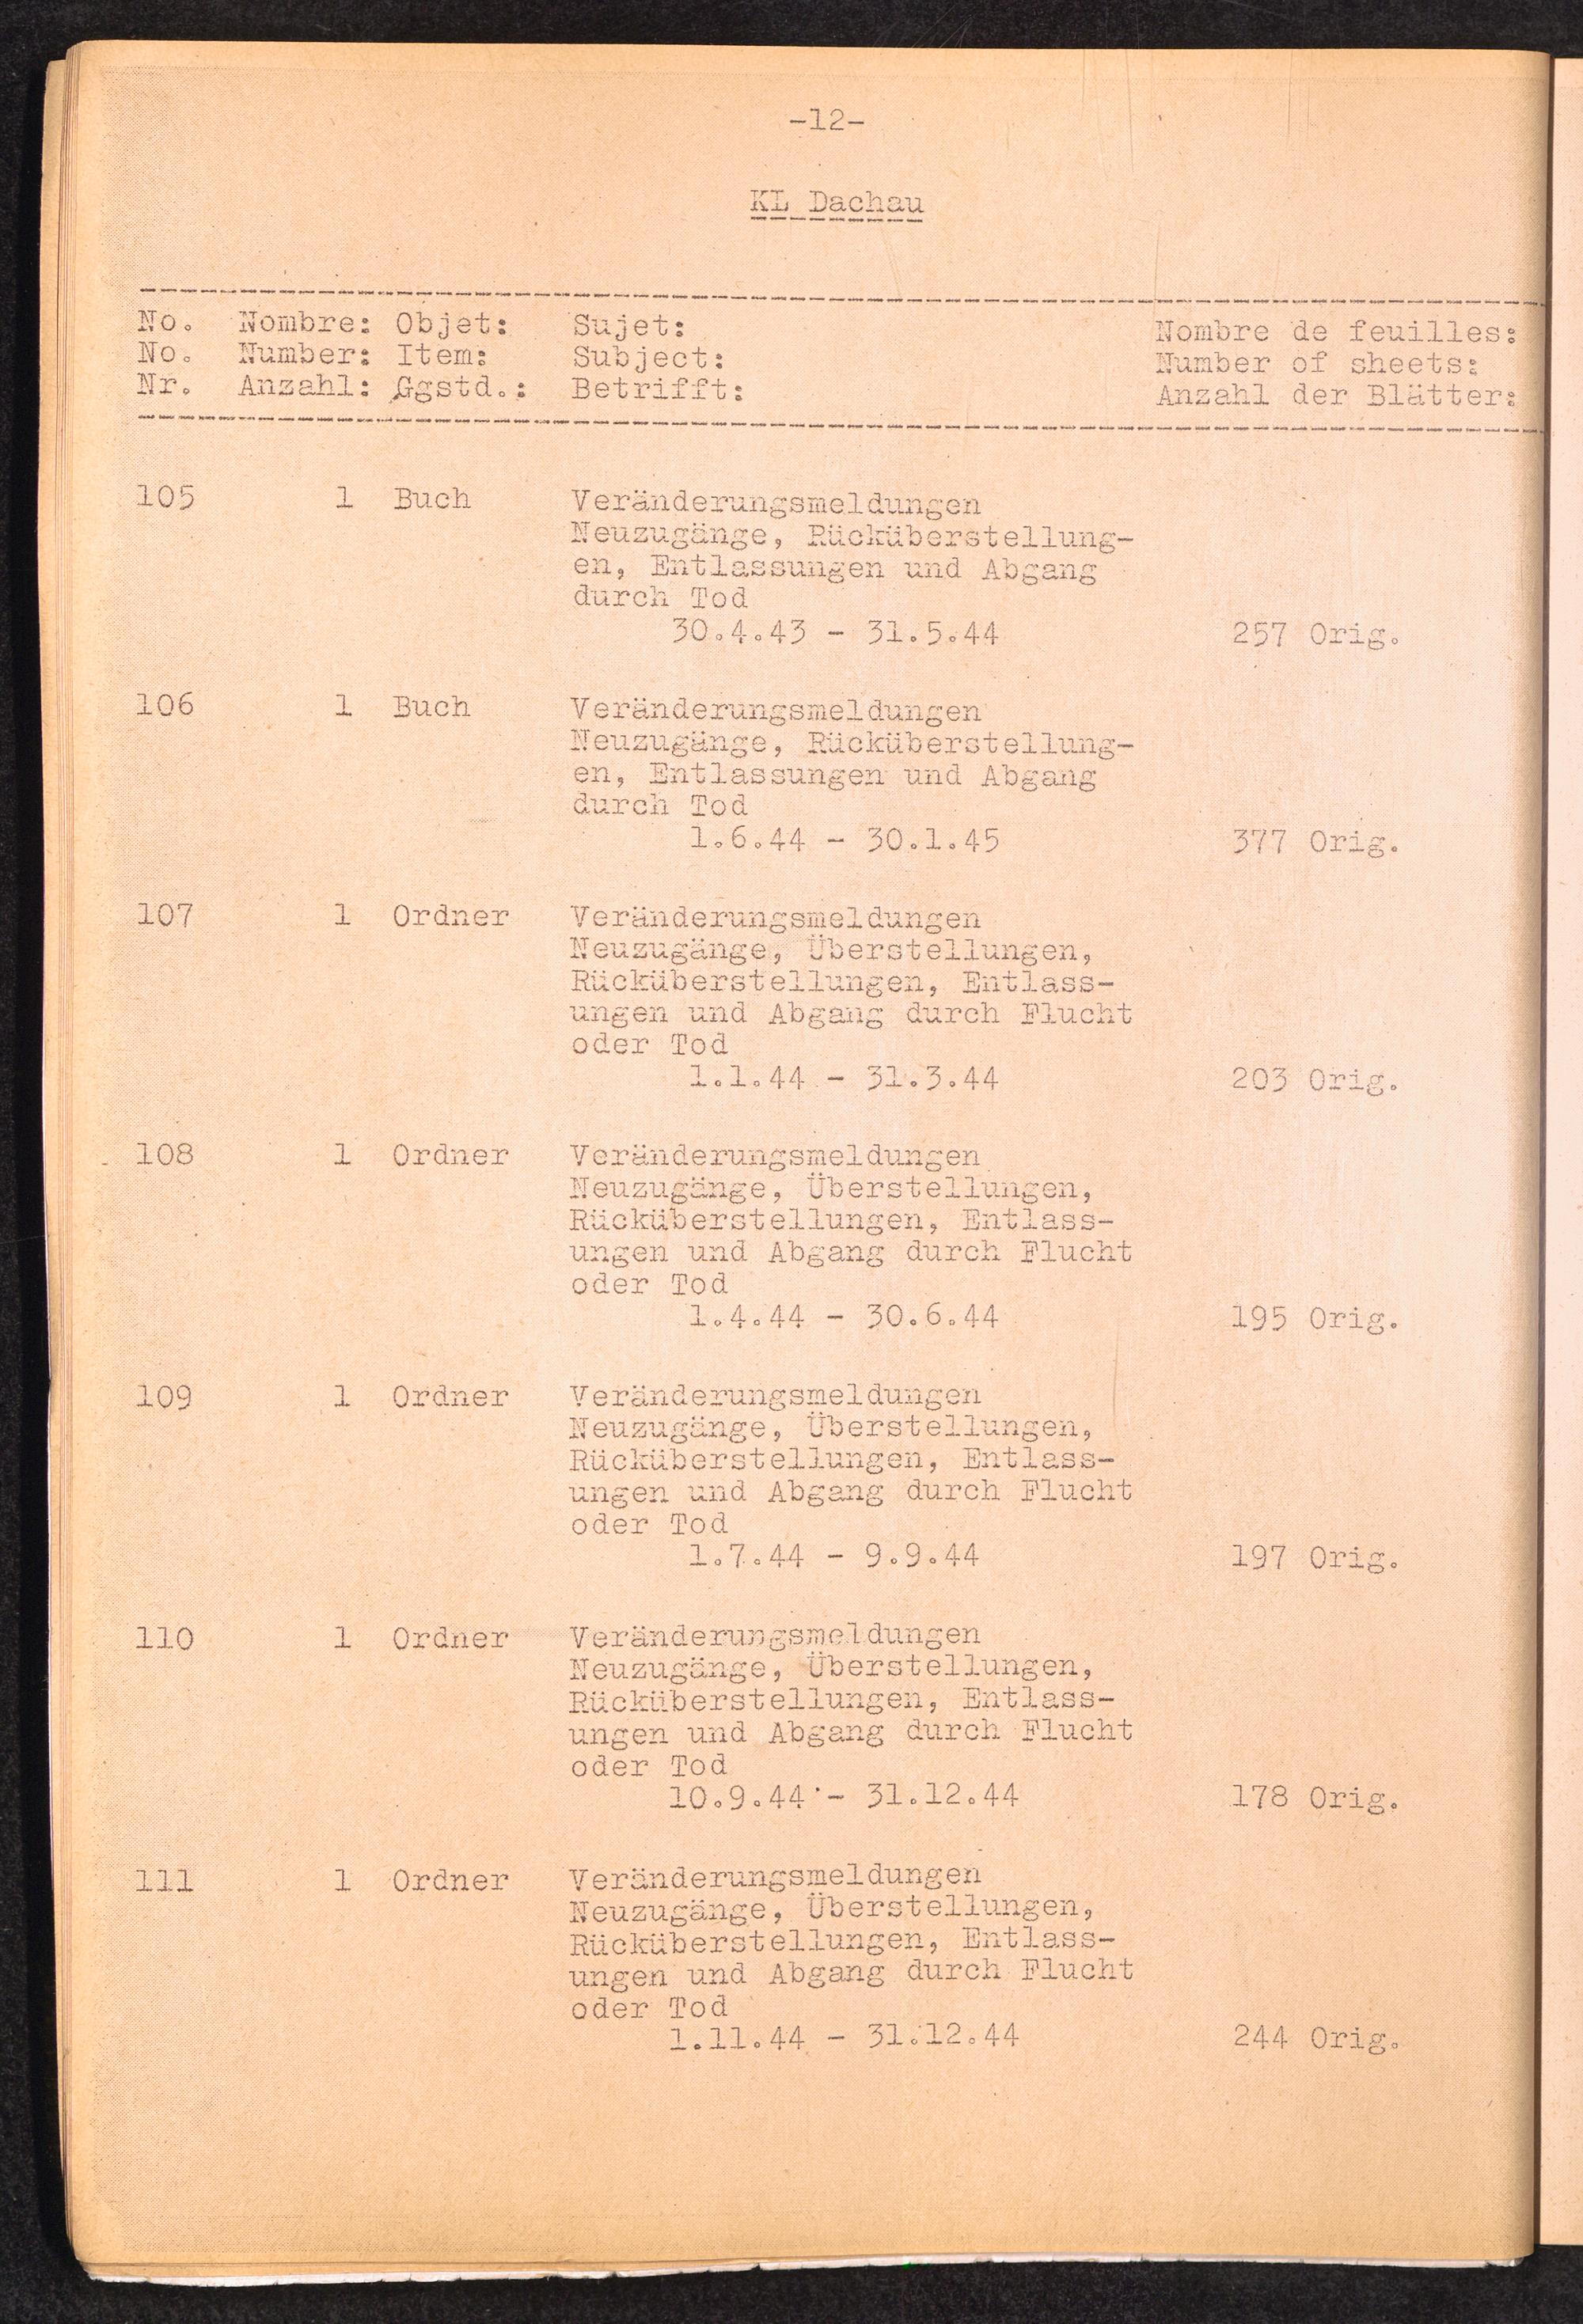 -12-
KL Dachau
No. Nombre: Objet: Sujet: Nombre de feuilles:
No. Number: Item: Subject: Number of sheets:
Nr. Anzahl: Ggstd.: Betrifft: Anzahl der Blätter:
105 1 Buch Veränderungsmeldungen
Neuzugänge, Rücküberstellung-
en, Entlassungen und Abgang
durch Tod
30.4.43 - 31.5.44 257 Orig.
106 1 Buch Veränderungsmeldungen
Neuzugänge, Rücküberstellung-
en, Entlassungen und Abgang
durch Tod
1.6.44 - 30.1.45 377 Orig.
107 1 Ordner Veränderungsmeldungen
Neuzugänge, Überstellungen,
Rücküberstellungen, Entlass-
ungen und Abgang durch Flucht
oder Tod
1.1.44 - 31.3.44 203 Orig.
108 1 Ordner Veränderungsmeldungen
Neuzugänge, Überstellungen,
Rücküberstellungen, Entlass-
ungen und Abgang durch Flucht
oder Tod
1.4.44 - 30.6.44 195 Orig.
109 1 Ordner Veränderungsmeldungen
Neuzugänge, Überstellungen,
Rücküberstellungen, Entlass-
ungen und Abgang durch Flucht
oder Tod
1.7.44 - 9.9.44 197 Orig.
110 1 Ordner Veränderungsmeldungen
Neuzugänge, Überstellungen,
Rücküberstellungen, Entlass-
ungen und Abgang durch Flucht
oder Tod
10.9.44 - 31.12.44 178 Orig.
111 1 Ordner Veränderungsmeldungen
Neuzugänge, Überstellungen,
Rücküberstellungen, Entlass-
ungen und Abgang durch Flucht
oder Tod
1.11.44 - 31.12.44 244 Orig.